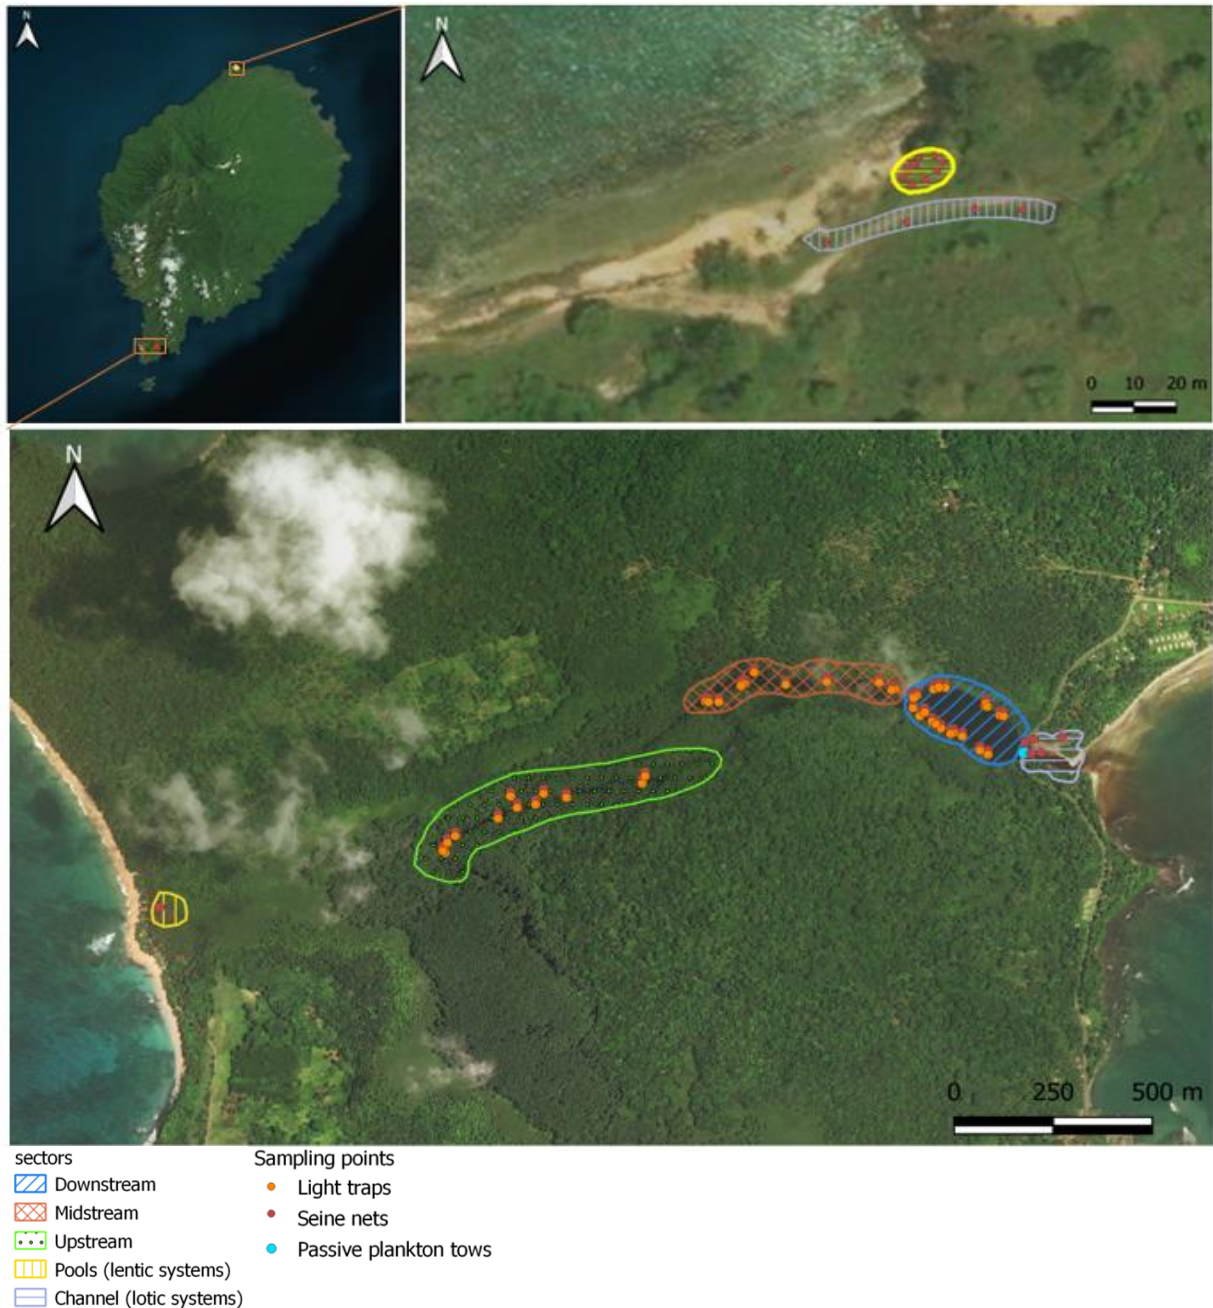 N
N
0 10 20 m
N
0 250 500 m
sectors
Downstream
Midstream
Upstream
Pools (lentic systems)
Channel (lotic systems)
Sampling points
Light traps
Seine nets
Passive plankton tows